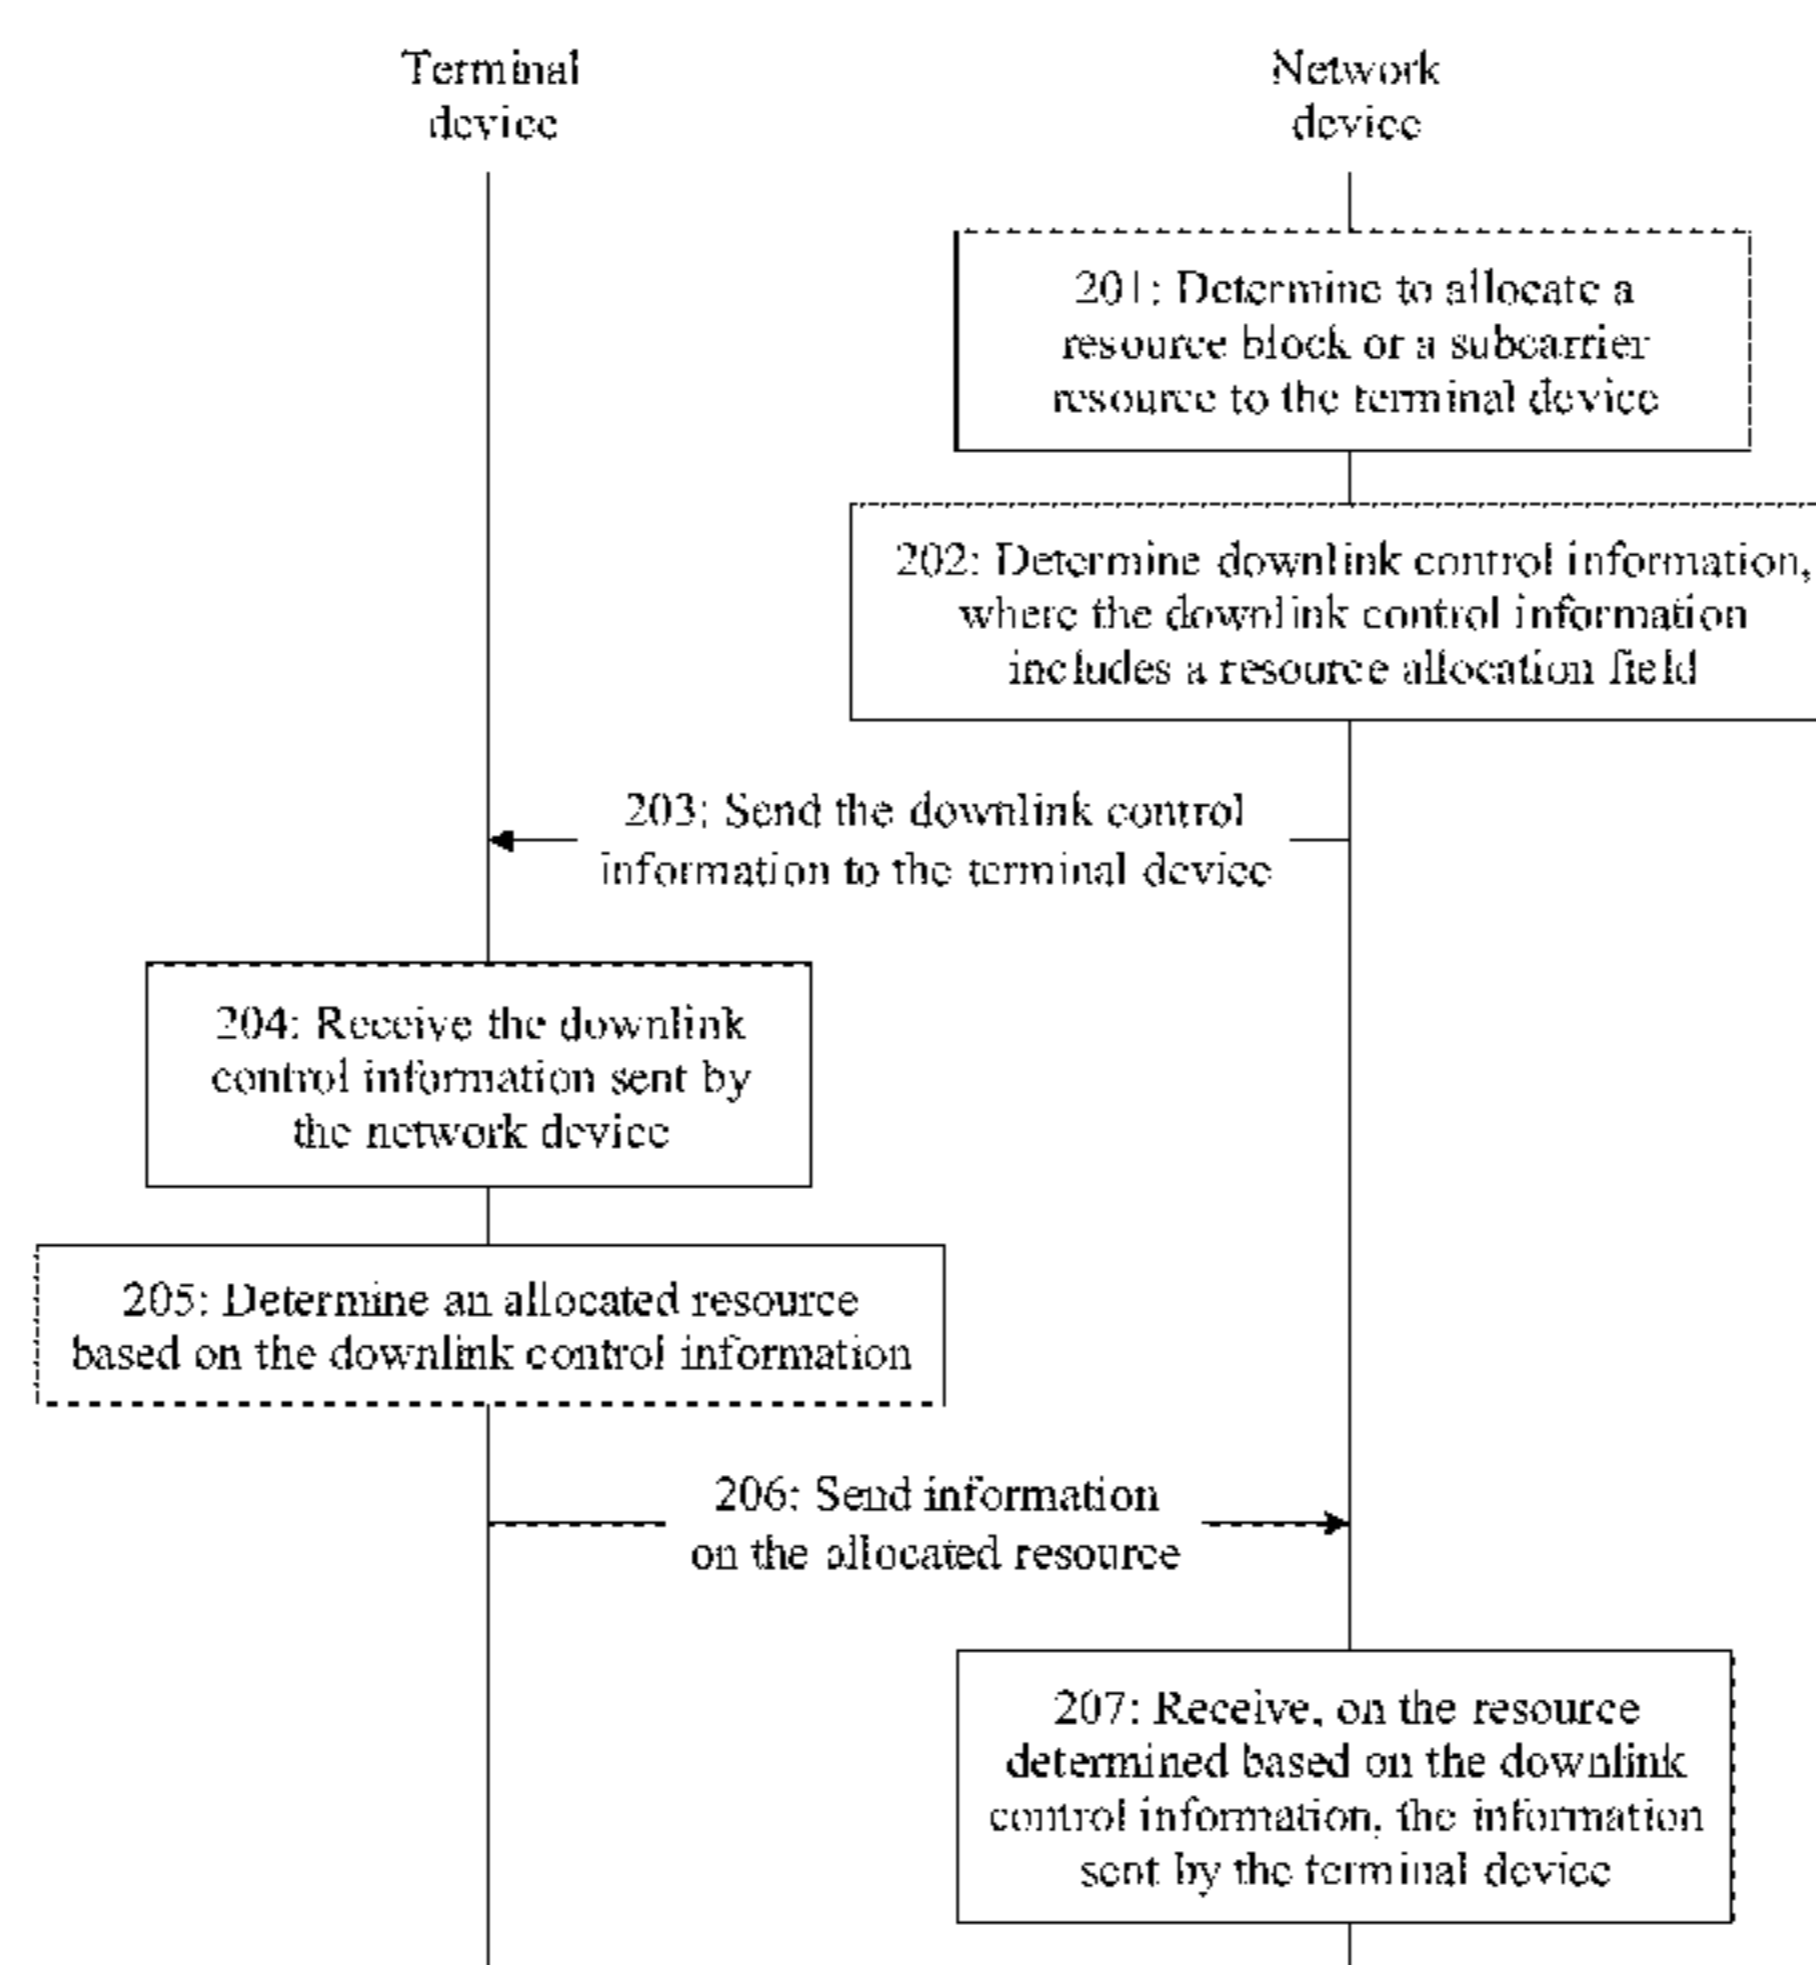 Terminal
device
Network
device
201: Determine to allocate a
resource block or a subcarrier
resource to the terminal device
202: Determine downlink control information,
where the downlink control information
includes a resource allocation field
203: Send the downlink control
information to the terminal device
204: Receive the downlink
control information sent by
the network device
205: Determine an allocated resource
based on the downlink control information
206: Send information
on the allocated resource
207: Receive, on the resource
determined based on the downlink
control information, the information
sent by the terminal device